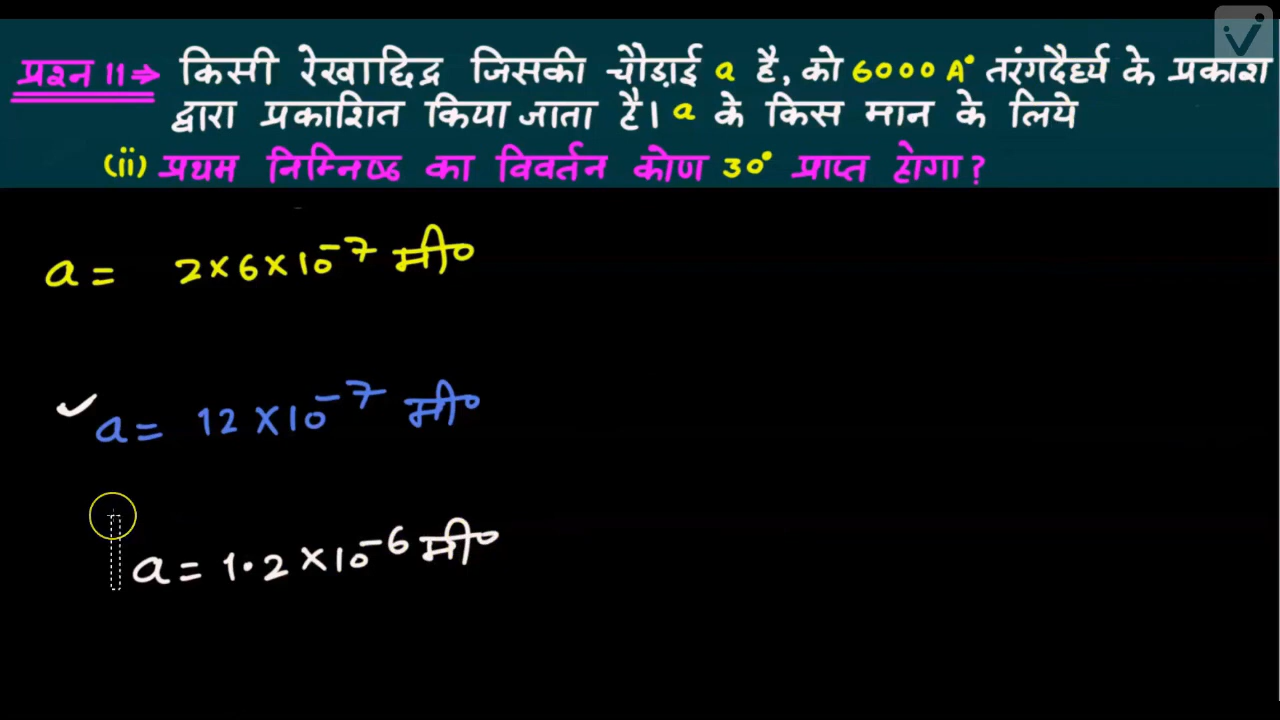 प्रश्न 11⇒ किसी रेखाछिद्र जिसकी चौड़ाई a है, को 6000 A° तरंगदैर्ध्य के प्रकाश
द्वारा प्रकाशित किया जाता है। a के किस मान के लिये
(ii) प्रथम निम्निष्ठ का विवर्तन कोण 30° प्राप्त होगा?
a = 2×6×10⁻⁷ मी०
a = 12×10⁻⁷ मी०
a = 1.2×10⁻⁶ मी०